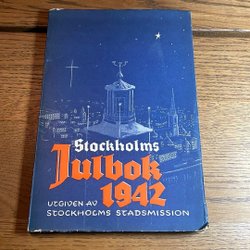 Stockholms
Julbok
1942
UTGIVEN AV
STOCKHOLMS STADSMISSION